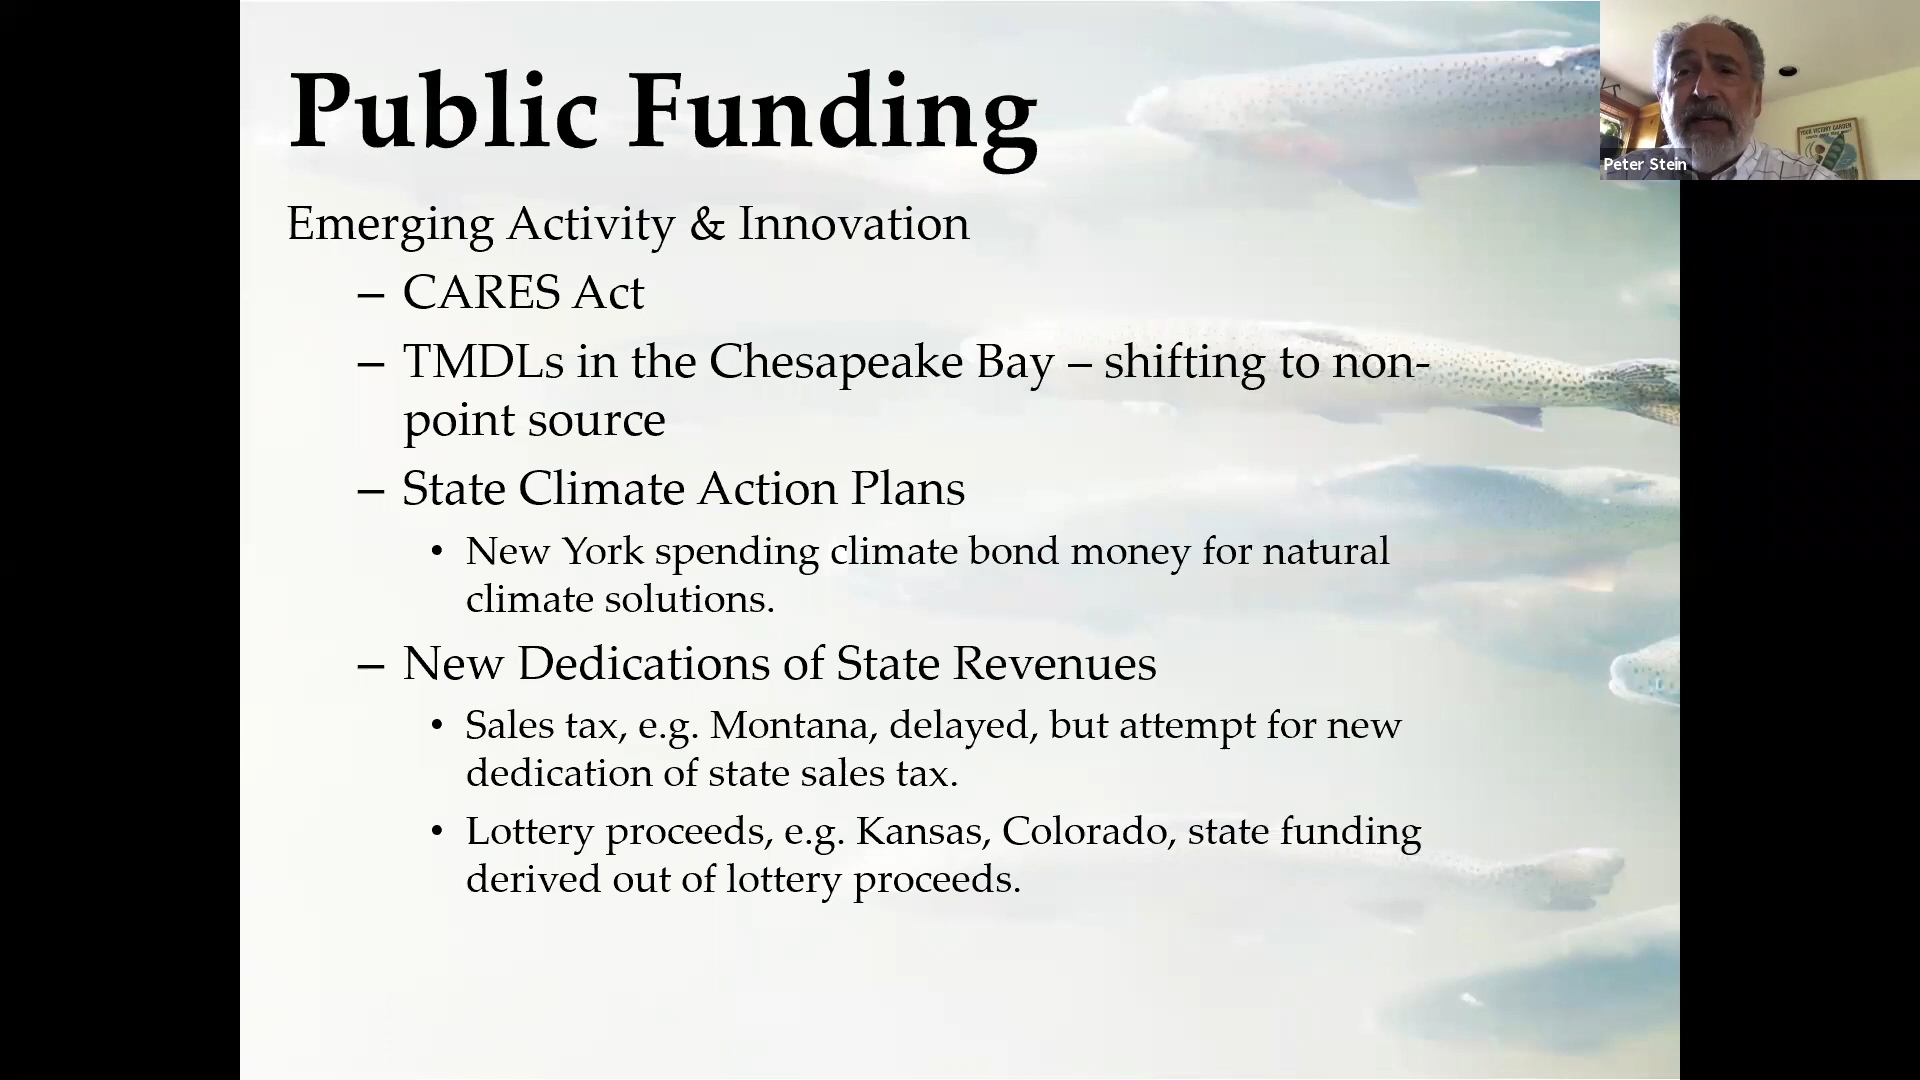 Public Funding
Peter Stein
Emerging Activity & Innovation
– CARES Act
– TMDLs in the Chesapeake Bay – shifting to non-
point source
– State Climate Action Plans
• New York spending climate bond money for natural
climate solutions.
– New Dedications of State Revenues
• Sales tax, e.g. Montana, delayed, but attempt for new
dedication of state sales tax.
• Lottery proceeds, e.g. Kansas, Colorado, state funding
derived out of lottery proceeds.